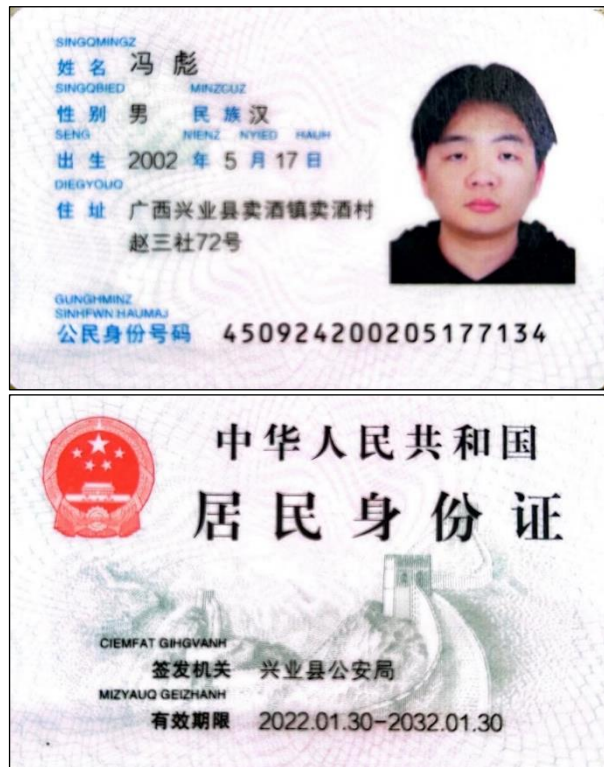 SINGQMINGZ
姓名 冯彪
SINGQBIED MINZCUZ
性别 男 民族 汉
SENG NIENZ NYIED HAUH
出生 2002 年 5 月 17 日
DIEGYOUQ
住址 广西兴业县卖酒镇卖酒村
赵三社72号
GUNGHMINZ
SINHFWN HAUMAJ
公民身份号码 450924200205177134
中华人民共和国
居民身份证
CIEMFAT GIHGVANH
签发机关 兴业县公安局
MIZYAUQ GEIZHANH
有效期限 2022.01.30-2032.01.30